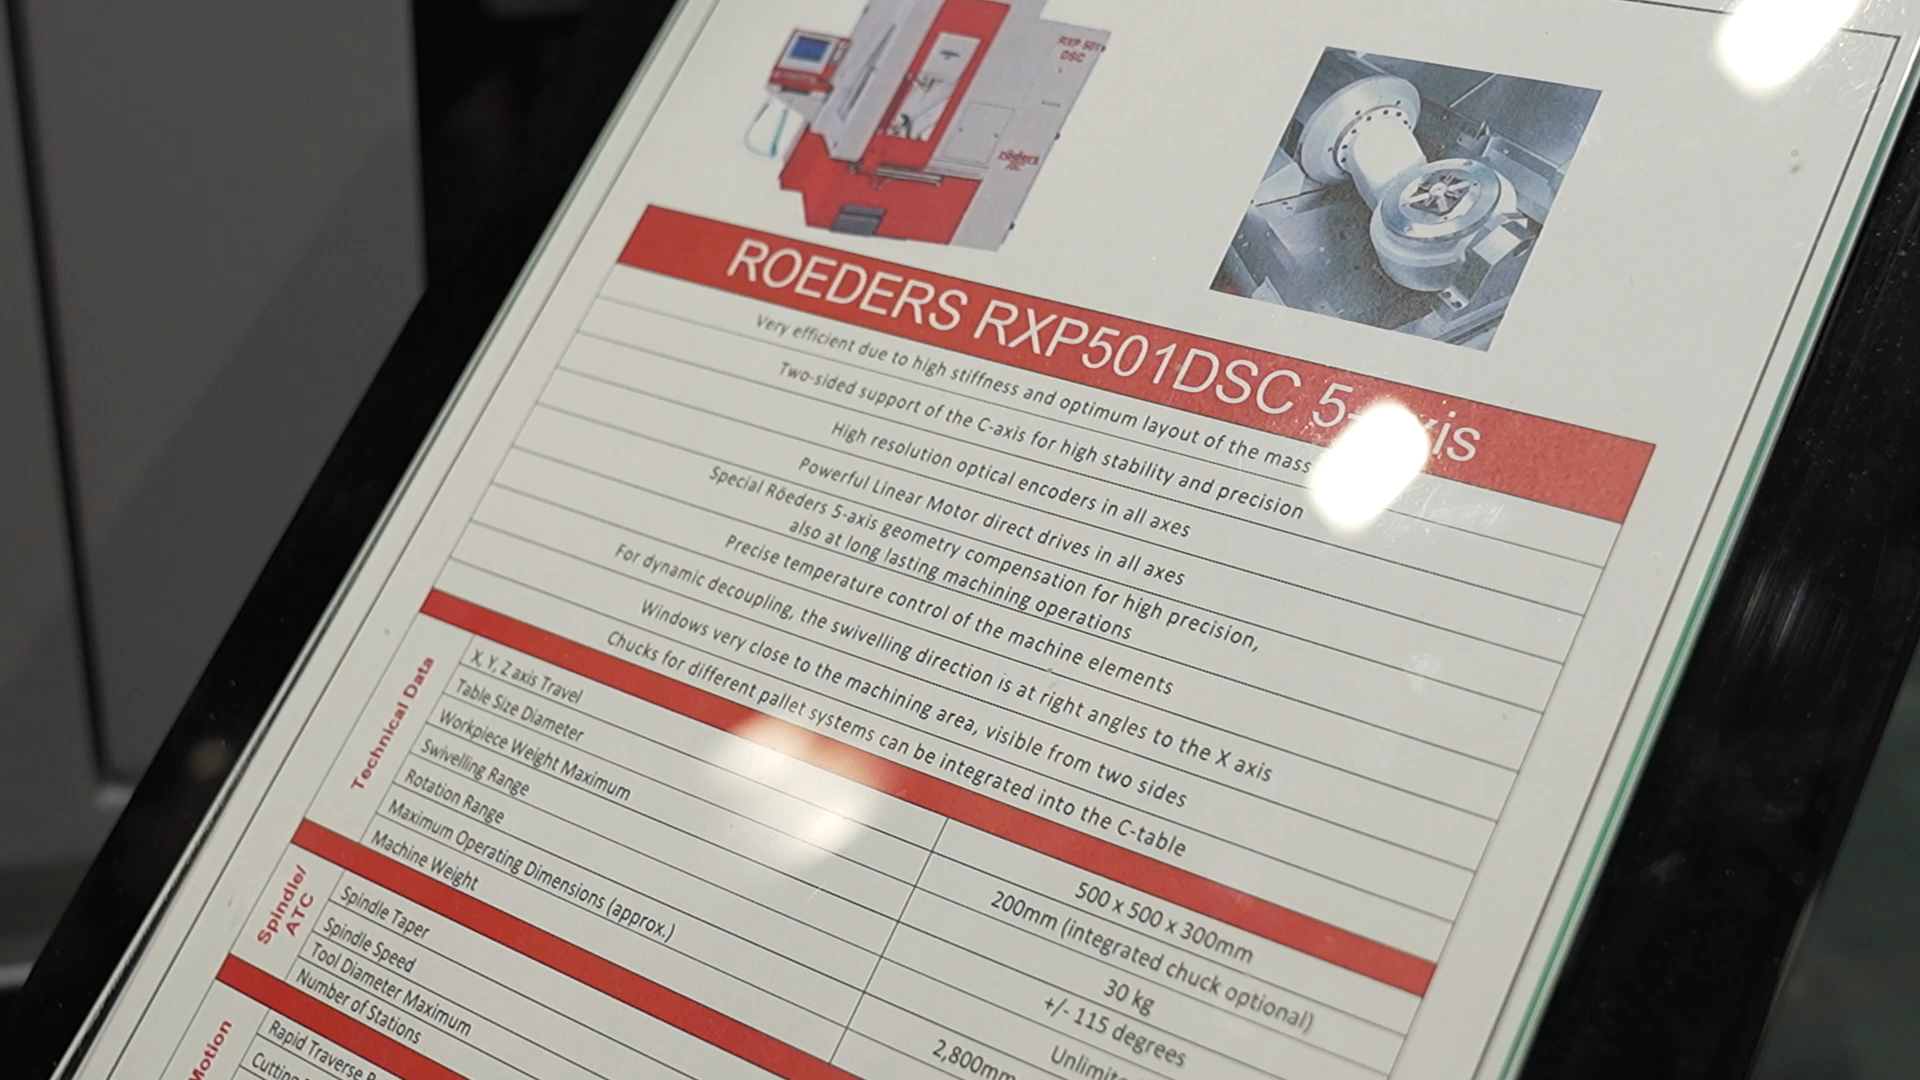 RXP 501
DSC
röders
ROEDERS RXP501DSC 5-axis
Very efficient due to high stiffness and optimum layout of the mass
Two-sided support of the C-axis for high stability and precision
High resolution optical encoders in all axes
Powerful Linear Motor direct drives in all axes
Special Röeders 5-axis geometry compensation for high precision,
also at long lasting machining operations
Precise temperature control of the machine elements
For dynamic decoupling, the swivelling direction is at right angles to the X axis
Windows very close to the machining area, visible from two sides
Chucks for different pallet systems can be integrated into the C-table
Technical Data
X, Y, Z axis Travel 500 x 500 x 300mm
Table Size Diameter 200mm (integrated chuck optional)
Workpiece Weight Maximum 30 kg
Swivelling Range +/- 115 degrees
Rotation Range
Maximum Operating Dimensions (approx.) 2,800mm
Machine Weight
Spindle/
ATC
Spindle Taper
Spindle Speed
Tool Diameter Maximum
Number of Stations
Motion
Rapid Traverse
Cutting